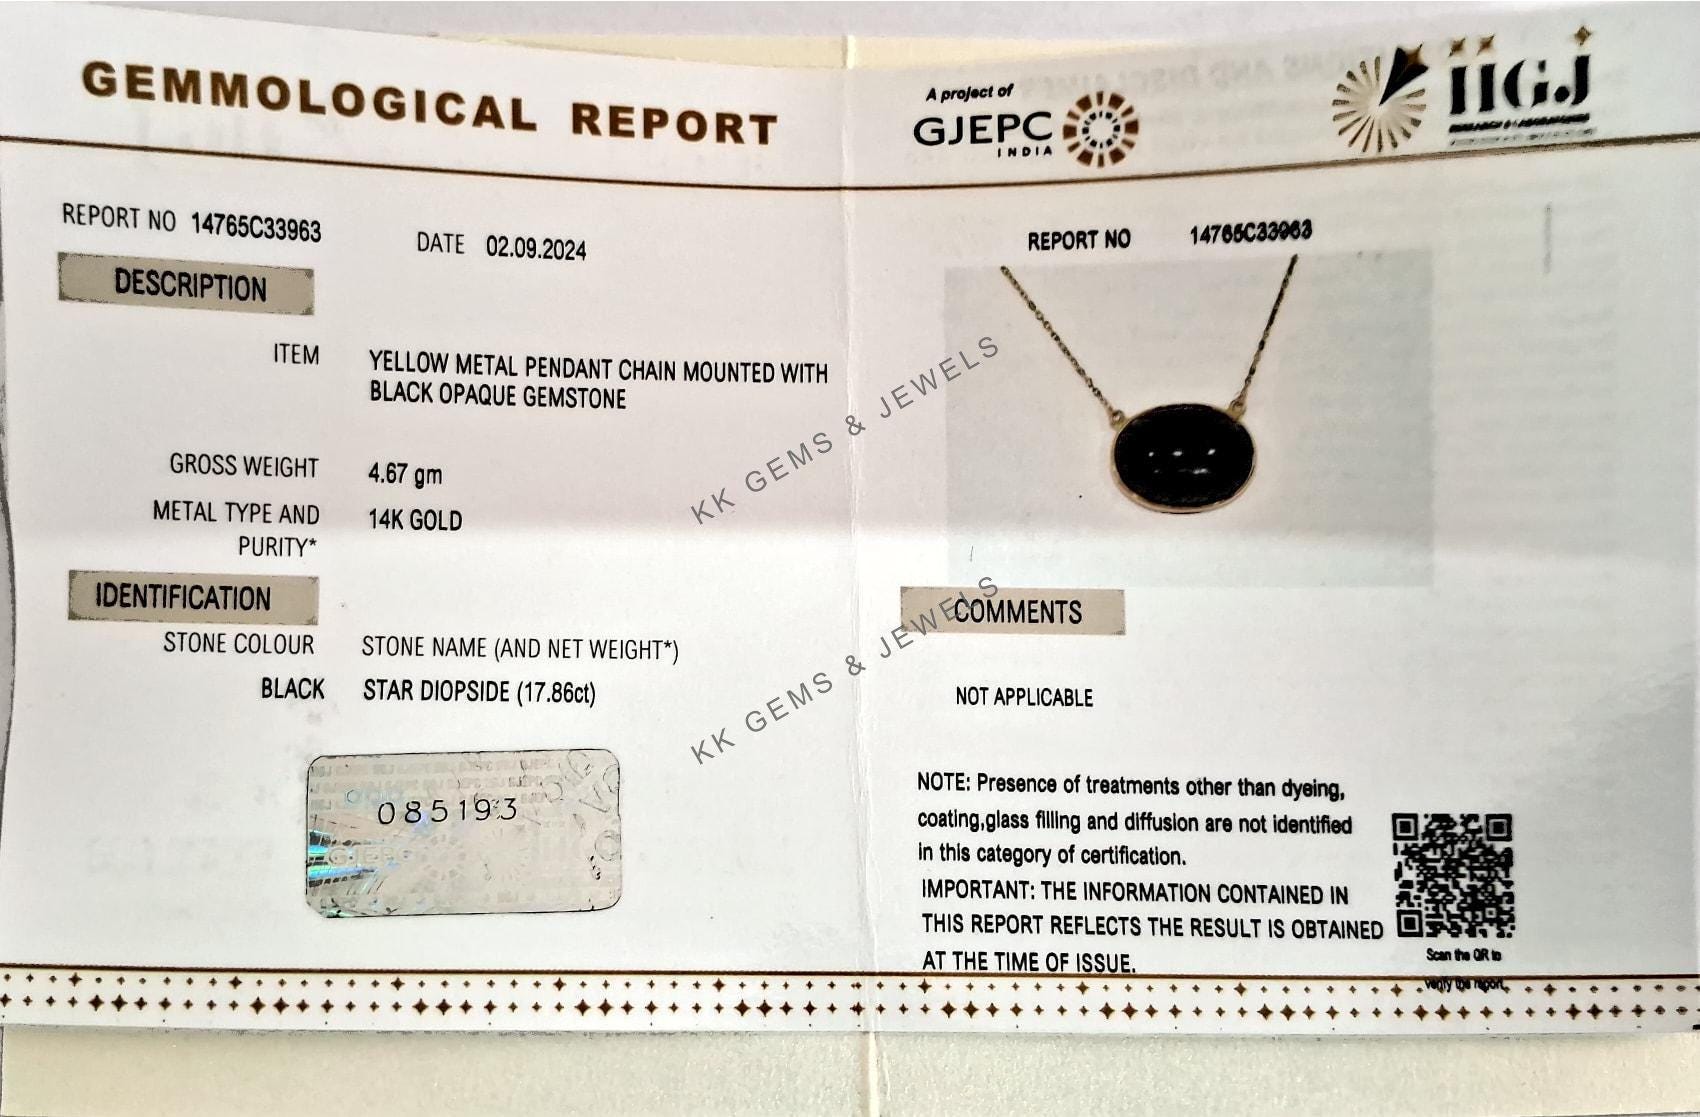 GEMMOLOGICAL REPORT
REPORT NO 14765C33963
DATE 02.09.2024
DESCRIPTION
ITEM YELLOW METAL PENDANT CHAIN MOUNTED WITH
BLACK OPAQUE GEMSTONE
GROSS WEIGHT 4.67 gm
METAL TYPE AND 14K GOLD
PURITY*
IDENTIFICATION
STONE COLOUR STONE NAME (AND NET WEIGHT*)
BLACK STAR DIOPSIDE (17.86ct)
085193
GJEPC
A project of
GJEPC
INDIA
IIGJ
REPORT NO 14765C33963
KK GEMS & JEWELS
COMMENTS
KK GEMS & JEWELS
NOT APPLICABLE
NOTE: Presence of treatments other than dyeing,
coating,glass filling and diffusion are not identified
in this category of certification.
IMPORTANT: THE INFORMATION CONTAINED IN
THIS REPORT REFLECTS THE RESULT IS OBTAINED
AT THE TIME OF ISSUE.
Scan the QR to
verify the report